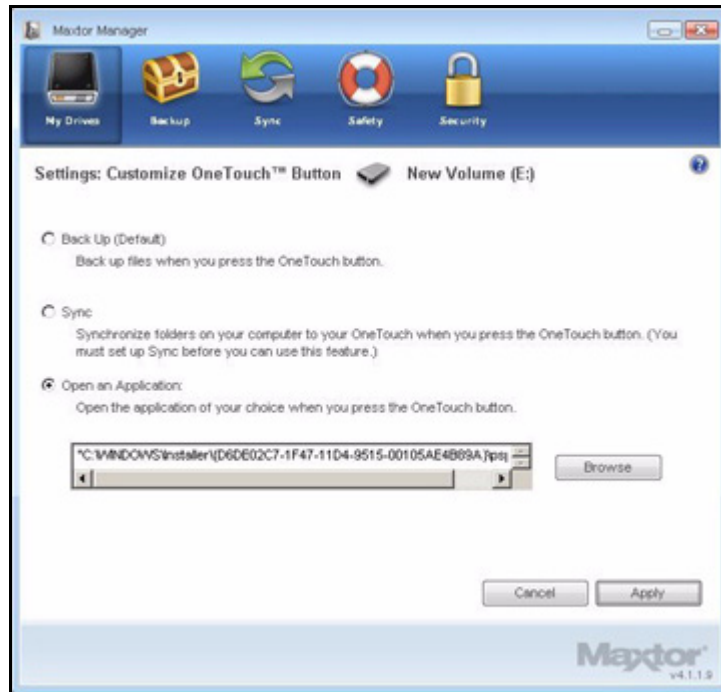 Maxtor Manager
My Drives Backup Sync Safety Security
Settings: Customize OneTouch™ Button New Volume (E:)
Back Up (Default)
Back up files when you press the OneTouch button.
Sync
Synchronize folders on your computer to your OneTouch when you press the OneTouch button. (You
must set up Sync before you can use this feature.)
Open an Application:
Open the application of your choice when you press the OneTouch button.
"C:\WINDOWS\Installer\{D6DE02C7-1F47-11D4-9515-00105AE4B89A}\psp
Browse
Cancel Apply
Maxtor
v4.1.1.9